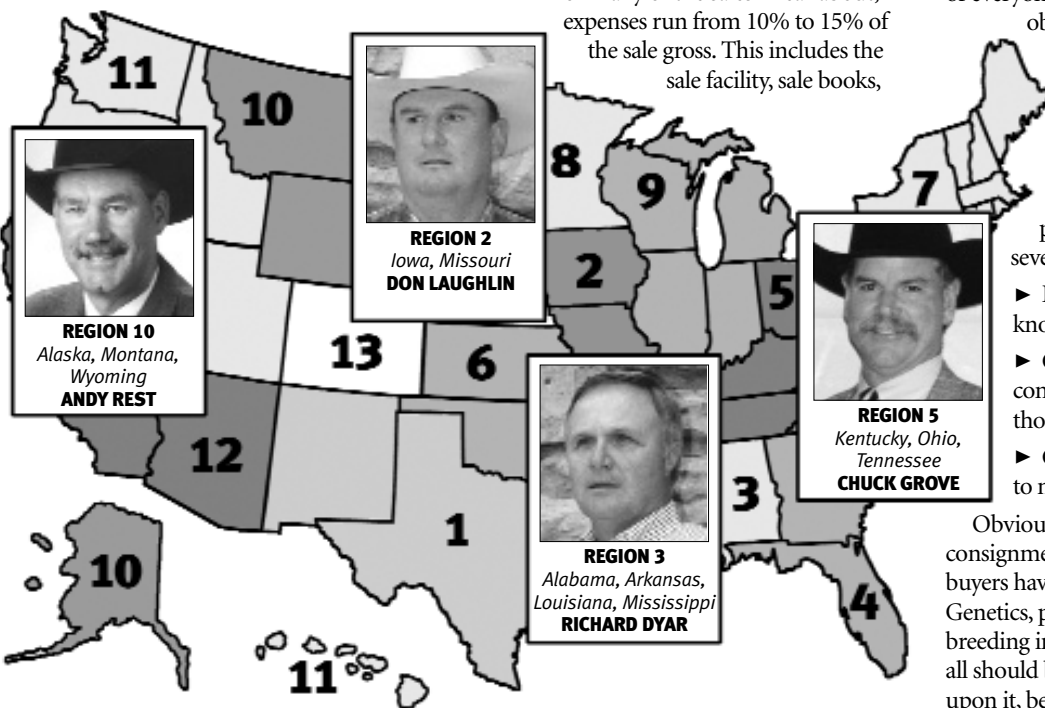 expenses run from 10% to 15% of
the sale gross. This includes the
sale facility, sale books,
of everyon
ob
11
10
8
9
7
2
5
13
6
12
3
1
10
11
4
REGION 10
Alaska, Montana,
Wyoming
ANDY REST
REGION 2
Iowa, Missouri
DON LAUGHLIN
REGION 3
Alabama, Arkansas,
Louisiana, Mississippi
RICHARD DYAR
REGION 5
Kentucky, Ohio,
Tennessee
CHUCK GROVE
seve
►
kno
►
con
tho
►
to
Obviou
consignme
buyers hav
Genetics, p
breeding in
all should
upon it, be